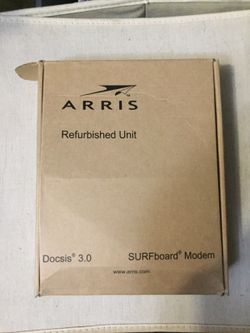 ARRIS
Refurbished Unit
Docsis® 3.0 SURFboard® Modem
www.arris.com